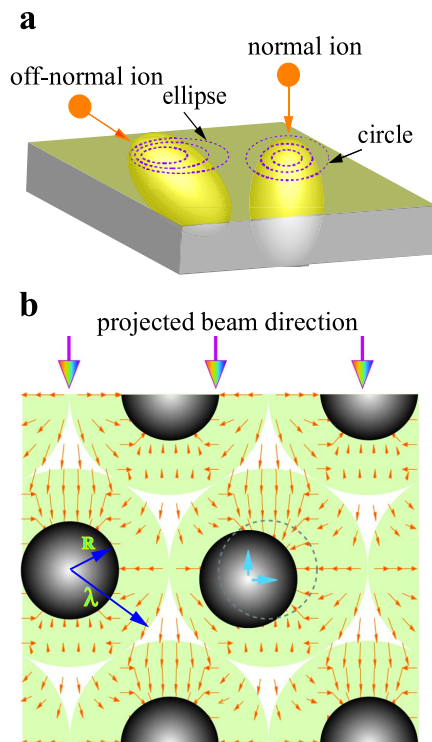 a
normal ion
off-normal ion
ellipse
circle
b
projected beam direction
R
λ